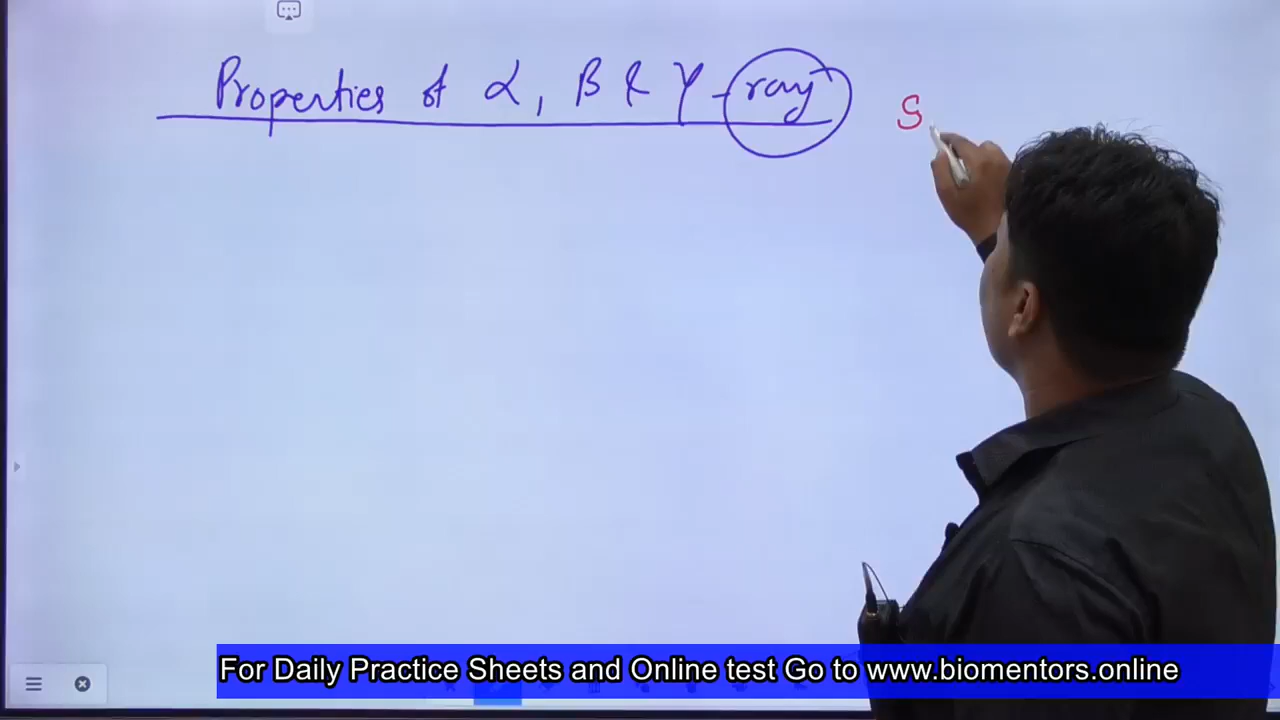 Properties of α, β & γ-ray S
For Daily Practice Sheets and Online test Go to www.biomentors.online